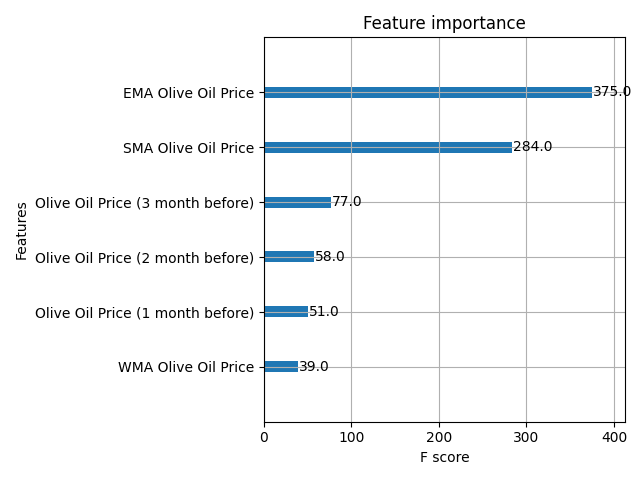 Feature importance
Features
EMA Olive Oil Price 375.0
SMA Olive Oil Price 284.0
Olive Oil Price (3 month before) 77.0
Olive Oil Price (2 month before) 58.0
Olive Oil Price (1 month before) 51.0
WMA Olive Oil Price 39.0
0 100 200 300 400
F score